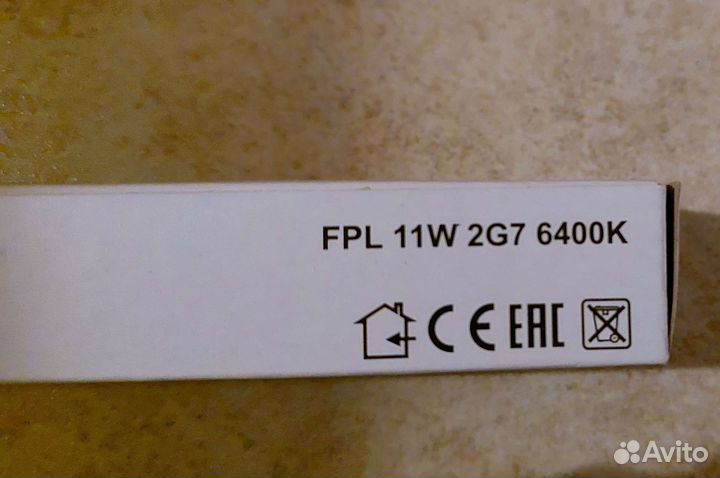 FPL 11W 2G7 6400K
CE EAC
Avito